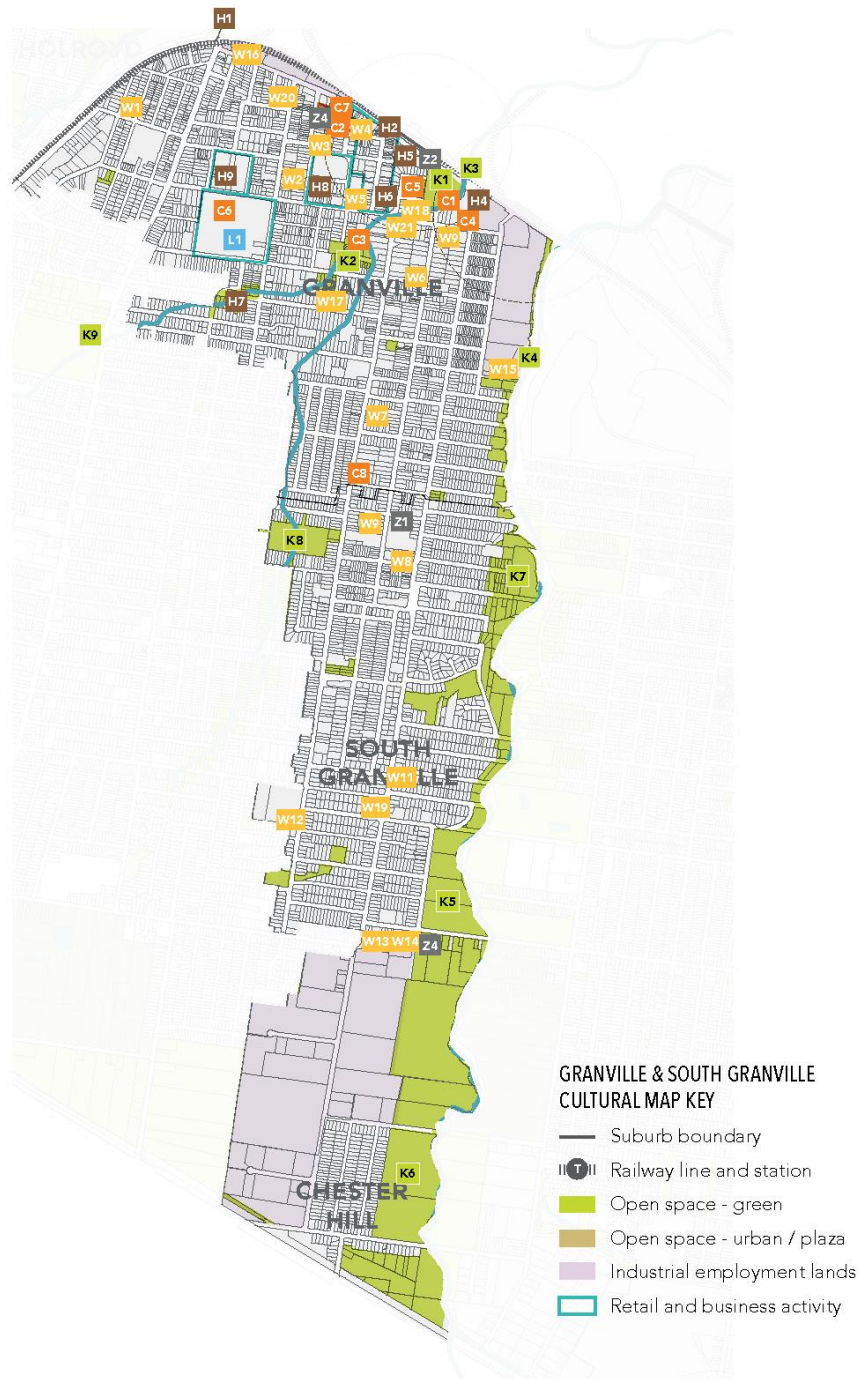 H1
HOLROYD
W16
W1
W20
C7
Z4
C2
W4
H2
W3
H5
Z2
K3
H9
W2
H8
K1
C5
W5
H6
C1
H4
C6
W18
C4
L1
C3
W21
W9
K2
W6
GRANVILLE
H7
W17
K9
K4
W15
W7
C8
W9
Z1
K8
W8
K7
SOUTH
GRANVILLE
W11
W19
W12
K5
W13
W14
Z4
GRANVILLE & SOUTH GRANVILLE
CULTURAL MAP KEY
Suburb boundary
T
Railway line and station
K6
Open space - green
CHESTER
HILL
Open space - urban / plaza
Industrial employment lands
Retail and business activity